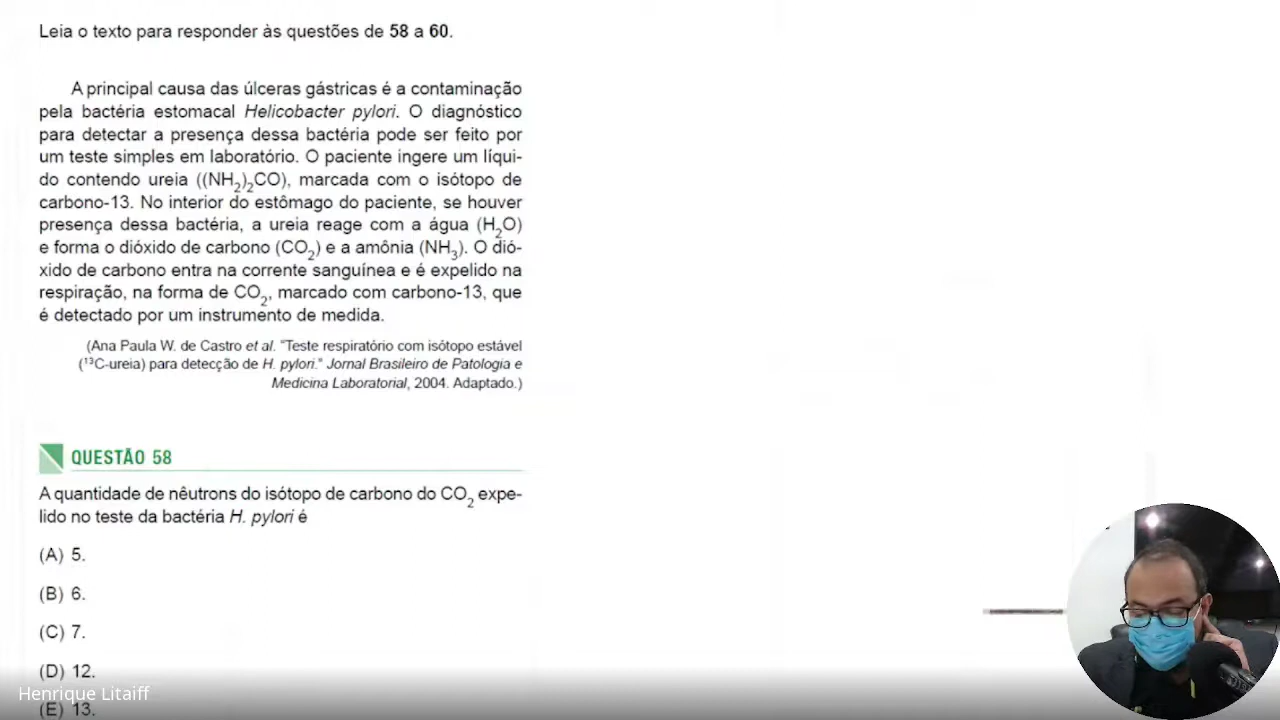 Leia o texto para responder às questões de 58 a 60.
A principal causa das úlceras gástricas é a contaminação
pela bactéria estomacal Helicobacter pylori. O diagnóstico
para detectar a presença dessa bactéria pode ser feito por
um teste simples em laboratório. O paciente ingere um líqui-
do contendo ureia ((NH₂)₂CO), marcada com o isótopo de
carbono-13. No interior do estômago do paciente, se houver
presença dessa bactéria, a ureia reage com a água (H₂O)
e forma o dióxido de carbono (CO₂) e a amônia (NH₃). O dió-
xido de carbono entra na corrente sanguínea e é expelido na
respiração, na forma de CO₂, marcado com carbono-13, que
é detectado por um instrumento de medida.
(Ana Paula W. de Castro et al. "Teste respiratório com isótopo estável
(¹³C-ureia) para detecção de H. pylori." Jornal Brasileiro de Patologia e
Medicina Laboratorial, 2004. Adaptado.)
QUESTÃO 58
A quantidade de nêutrons do isótopo de carbono do CO₂ expe-
lido no teste da bactéria H. pylori é
(A) 5.
(B) 6.
(C) 7.
(D) 12.
Henrique Litaiff
(E) 13.